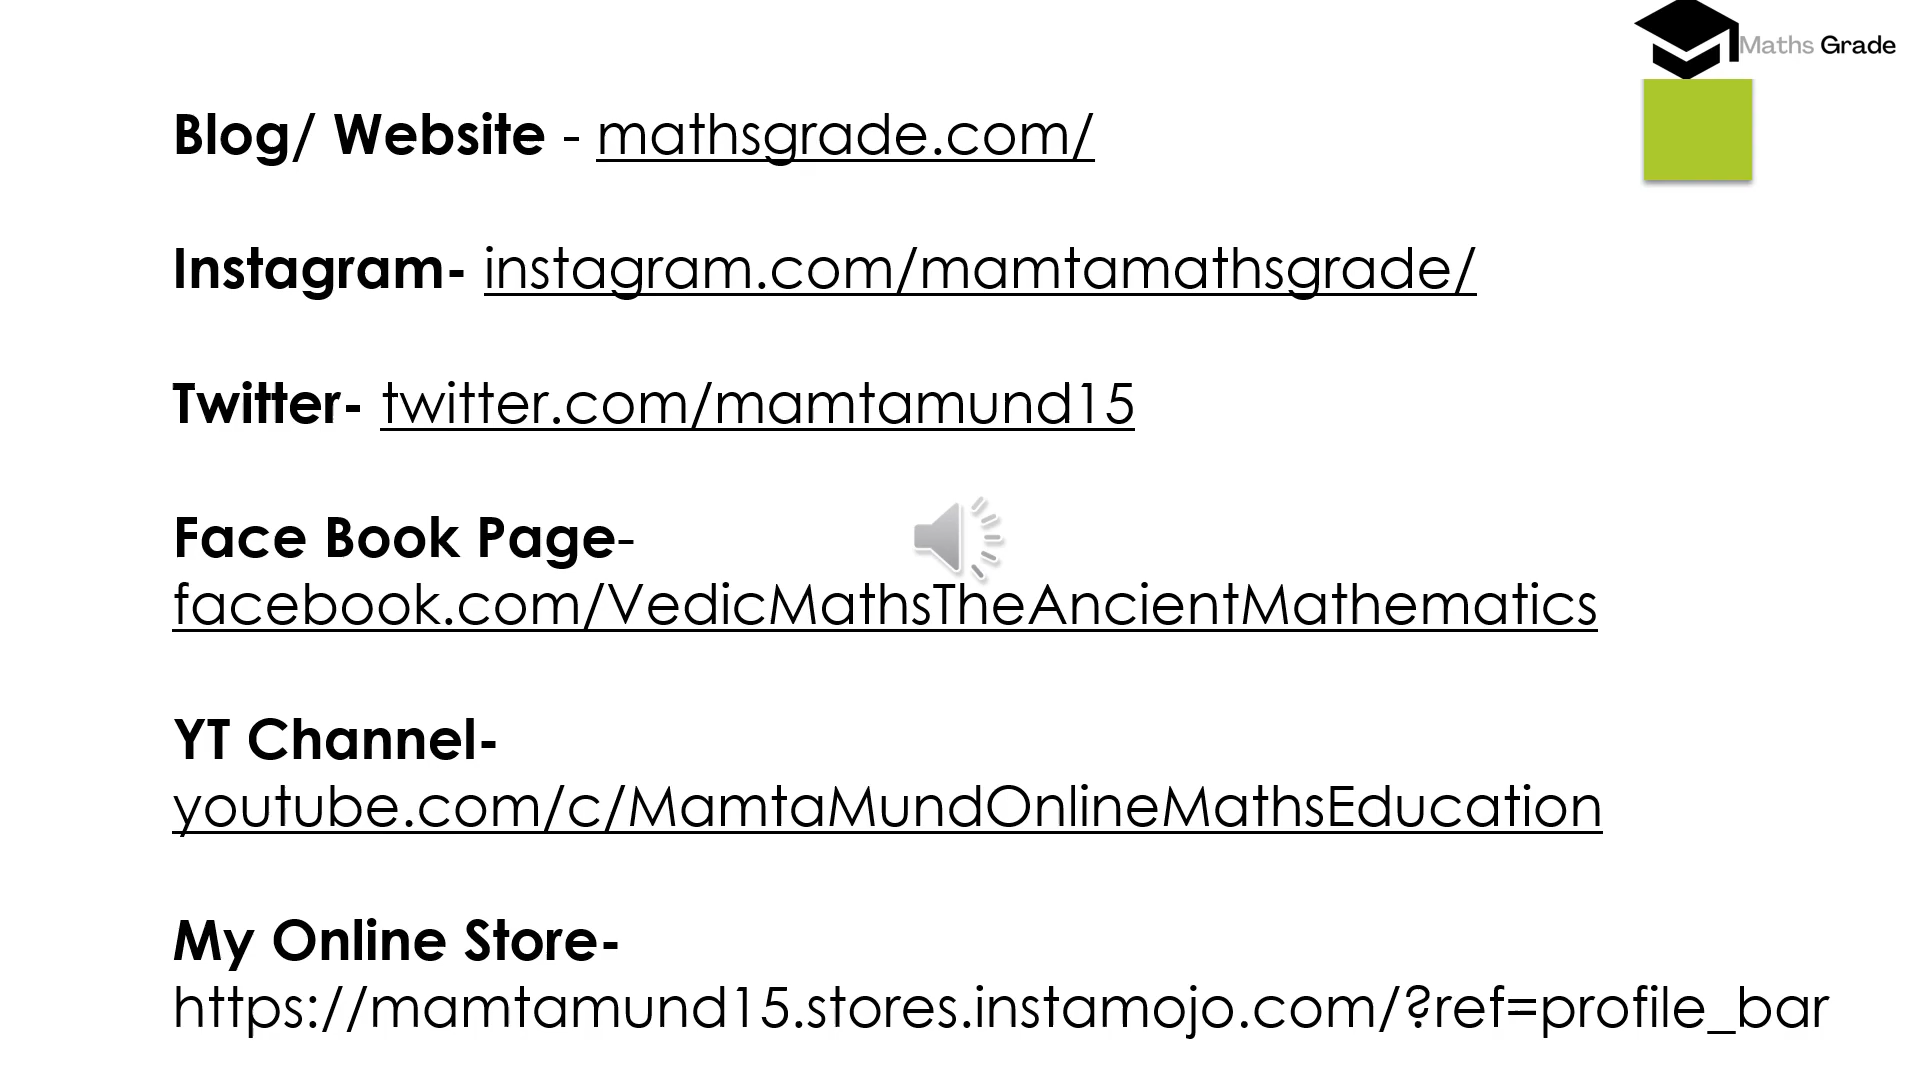 Maths Grade
Blog/ Website - mathsgrade.com/
Instagram- instagram.com/mamtamathsgrade/
Twitter- twitter.com/mamtamund15
Face Book Page-
facebook.com/VedicMathsTheAncientMathematics
YT Channel-
youtube.com/c/MamtaMundOnlineMathsEducation
My Online Store-
https://mamtamund15.stores.instamojo.com/?ref=profile_bar